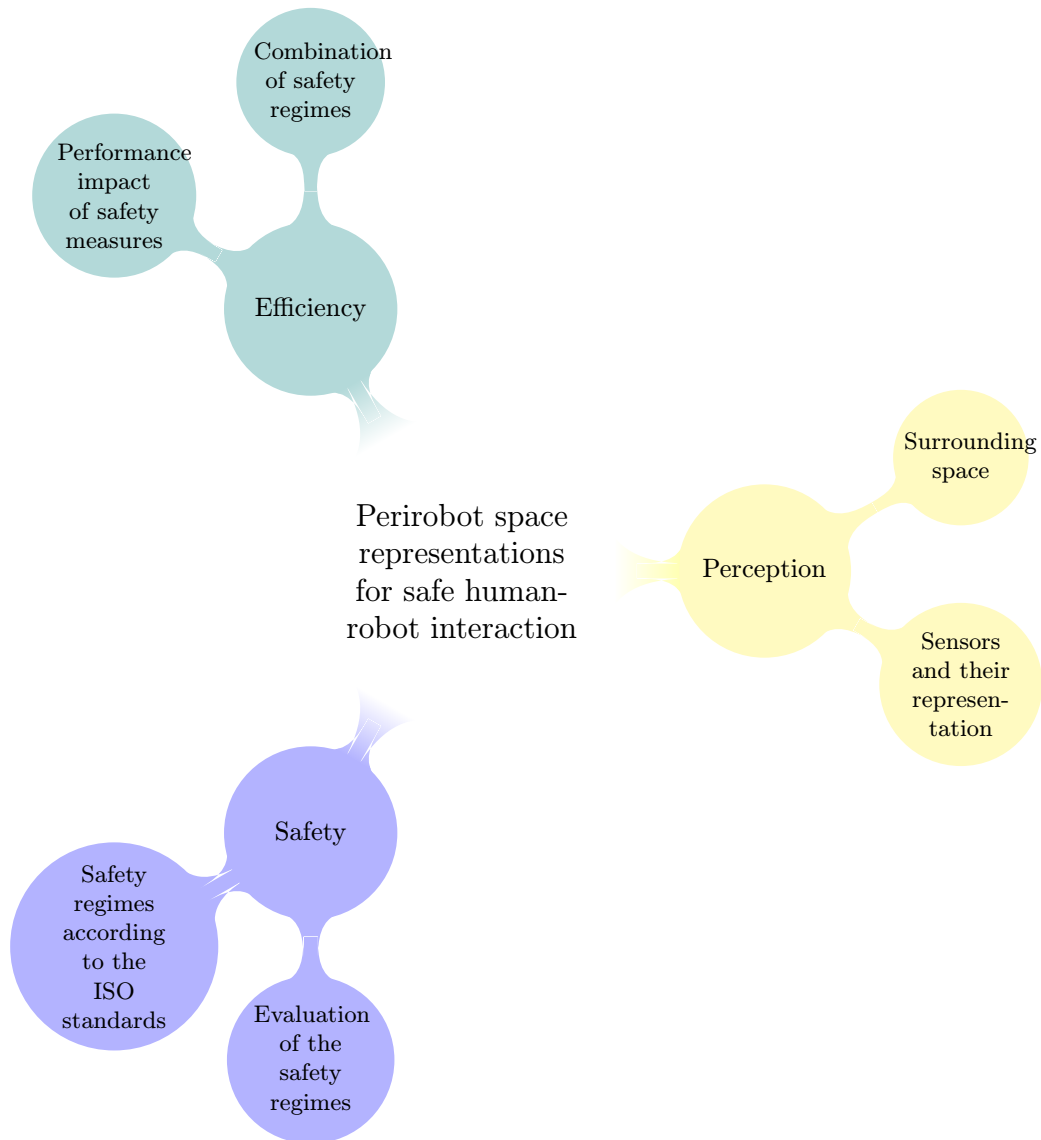 Combination
of safety
regimes
Performance
impact
of safety
measures
Efficiency
Surrounding
space
Perirobot space
representations
for safe human-
robot interaction
Perception
Sensors
and their
represen-
tation
Safety
Safety
regimes
according
to the
ISO
standards
Evaluation
of the
safety
regimes